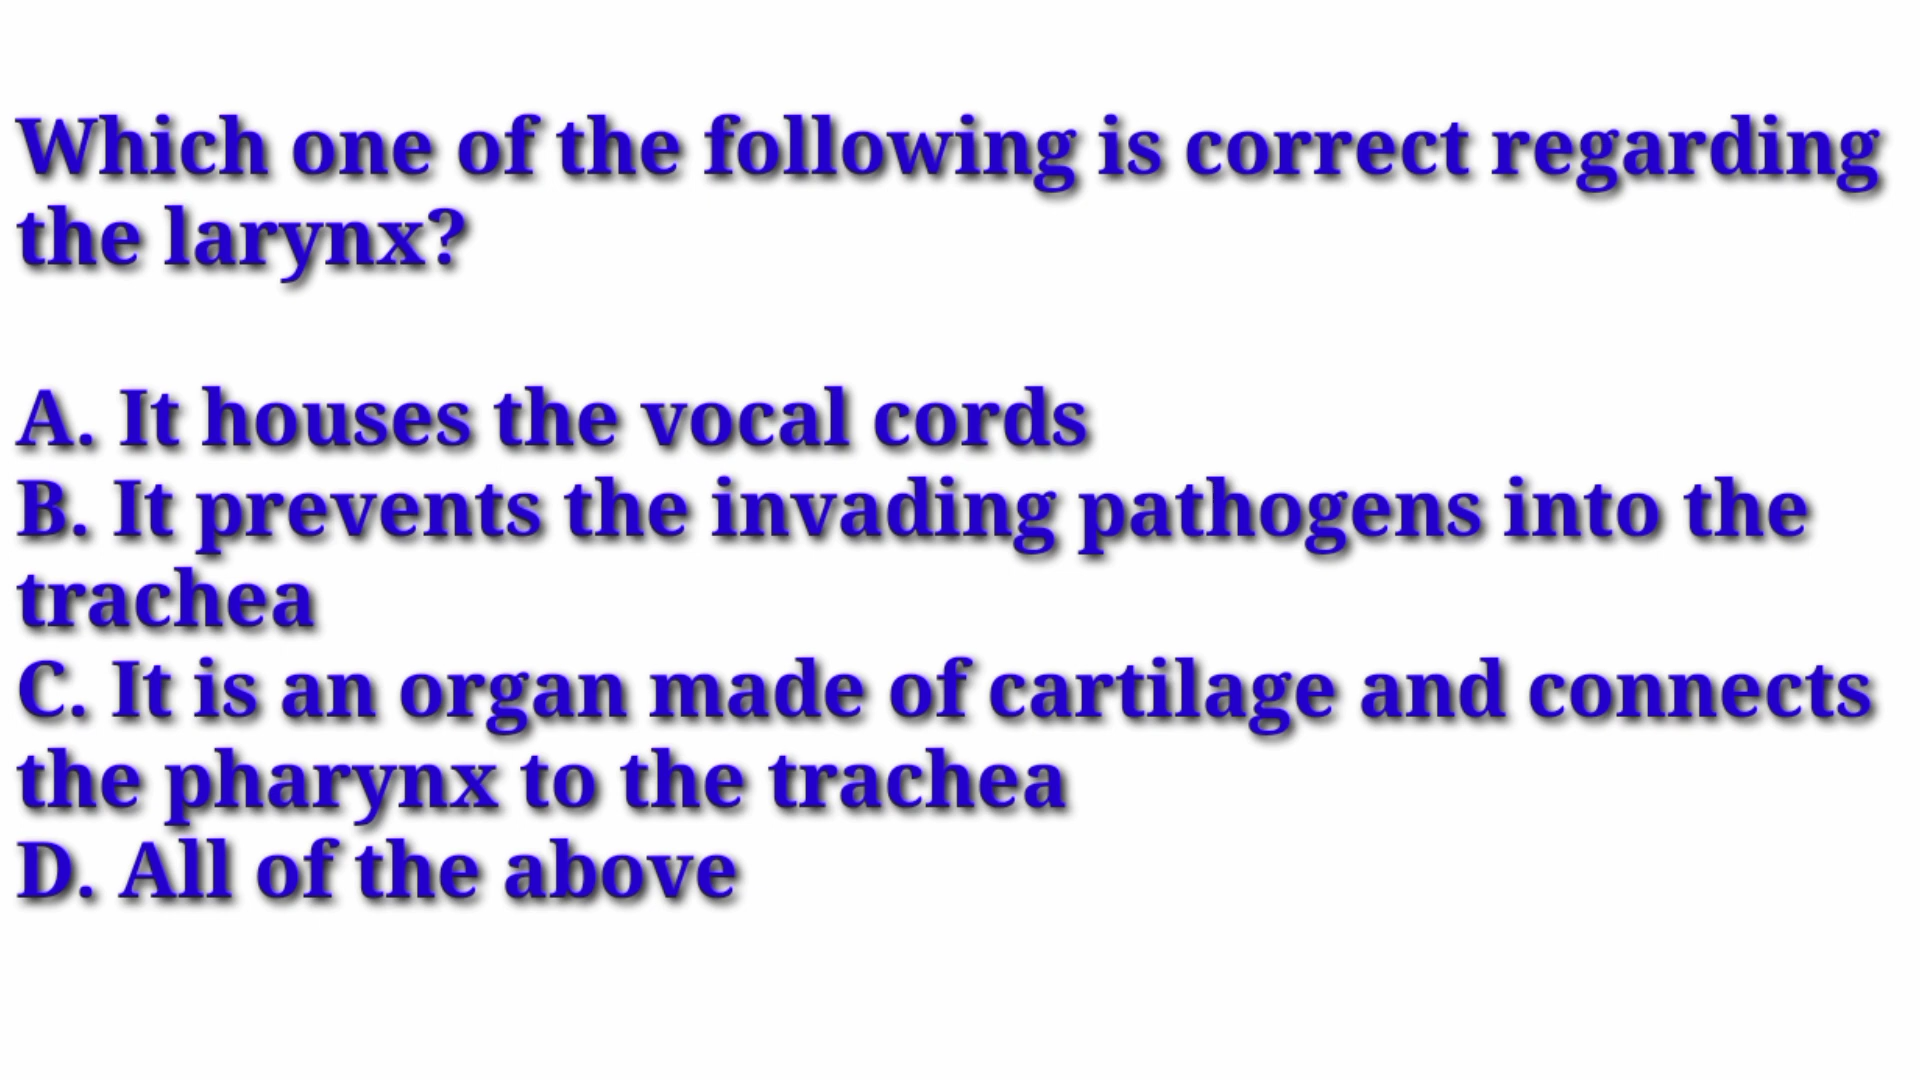 Which one of the following is correct regarding
the larynx?
A. It houses the vocal cords
B. It prevents the invading pathogens into the
trachea
C. It is an organ made of cartilage and connects
the pharynx to the trachea
D. All of the above